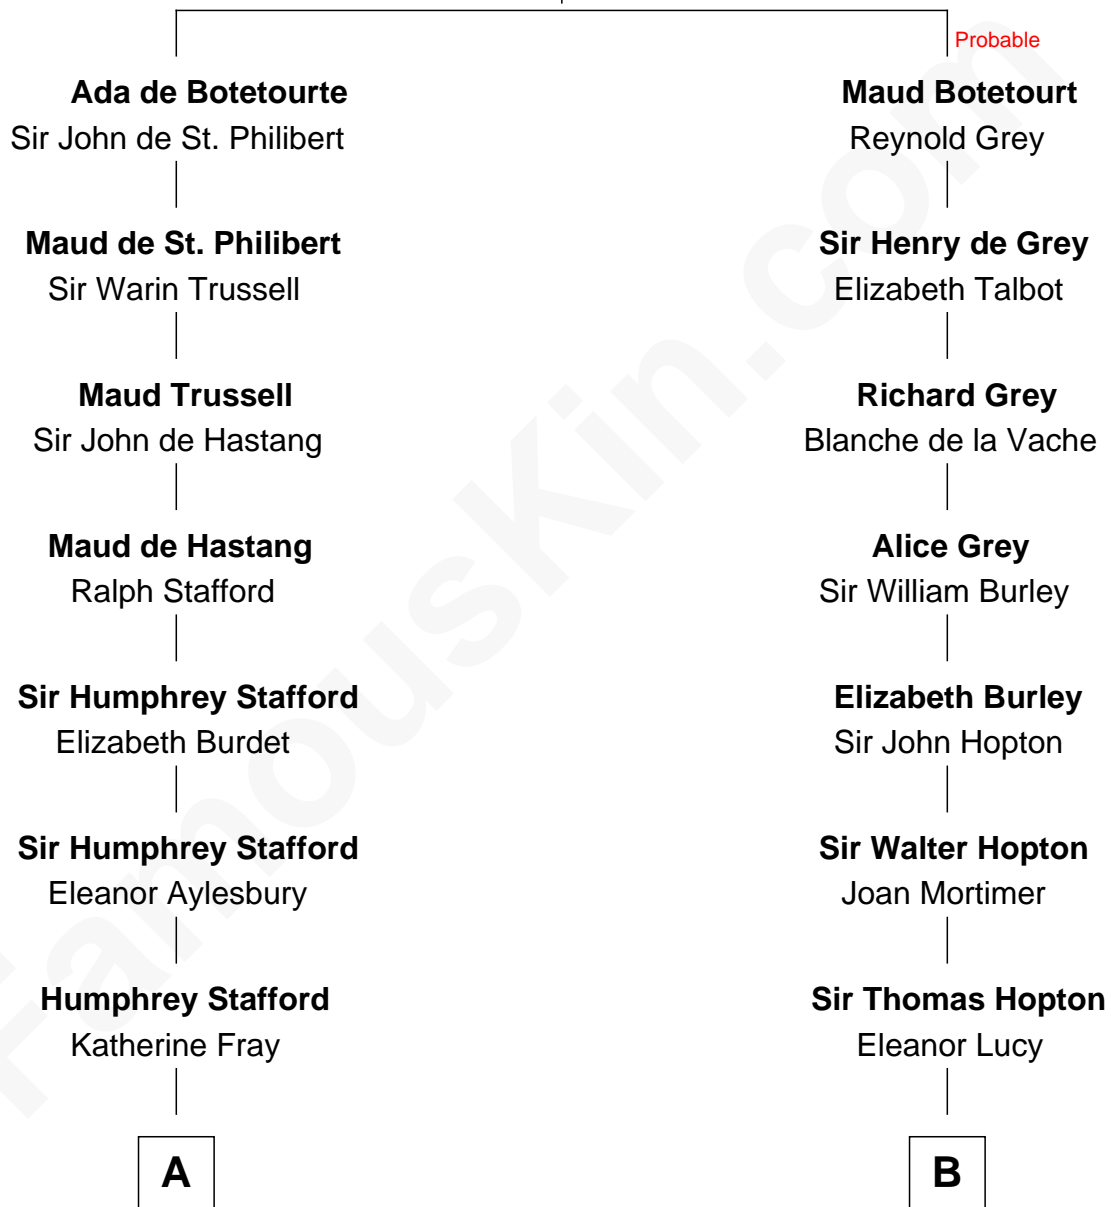 Probable
Ada de Botetourte
Sir John de St. Philibert
Maud Botetourt
Reynold Grey
Maud de St. Philibert
Sir Warin Trussell
Sir Henry de Grey
Elizabeth Talbot
Maud Trussell
Sir John de Hastang
Richard Grey
Blanche de la Vache
Maud de Hastang
Ralph Stafford
Alice Grey
Sir William Burley
Sir Humphrey Stafford
Elizabeth Burdet
Elizabeth Burley
Sir John Hopton
Sir Humphrey Stafford
Eleanor Aylesbury
Sir Walter Hopton
Joan Mortimer
Humphrey Stafford
Katherine Fray
Sir Thomas Hopton
Eleanor Lucy
A
B
FamousKin.com